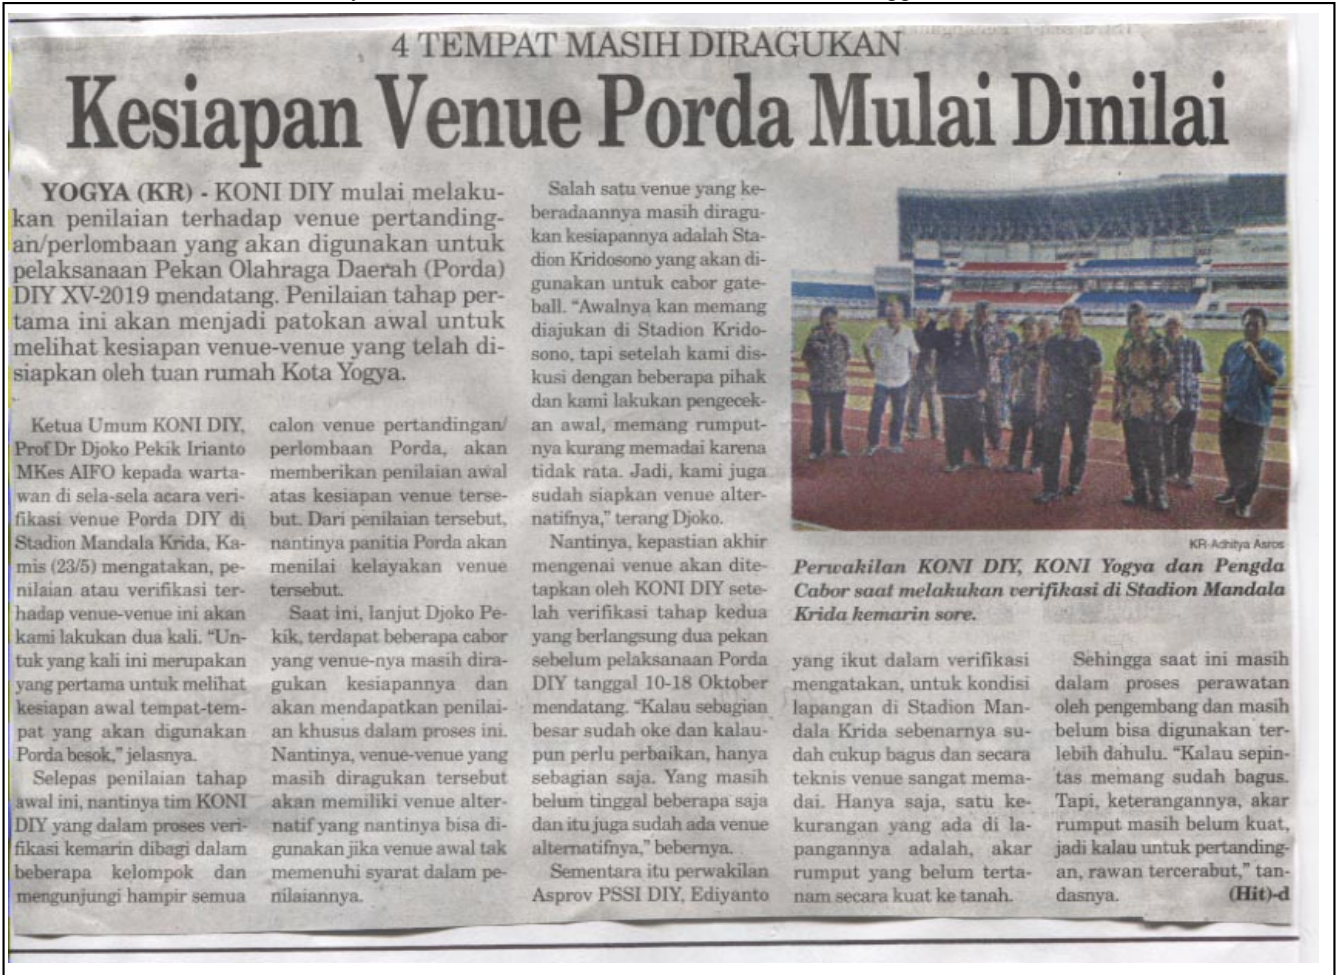 4 TEMPAT MASIH DIRAGUKAN
Kesiapan Venue Porda Mulai Dinilai
YOGYA (KR) - KONI DIY mulai melaku-
kan penilaian terhadap venue pertanding-
an/perlombaan yang akan digunakan untuk
pelaksanaan Pekan Olahraga Daerah (Porda)
DIY XV-2019 mendatang. Penilaian tahap per-
tama ini akan menjadi patokan awal untuk
melihat kesiapan venue-venue yang telah di-
siapkan oleh tuan rumah Kota Yogya.
Ketua Umum KONI DIY,
Prof Dr Djoko Pekik Irianto
MKes AIFO kepada warta-
wan di sela-sela acara veri-
fikasi venue Porda DIY di
Stadion Mandala Krida, Ka-
mis (23/5) mengatakan, pe-
nilaian atau verifikasi ter-
hadap venue-venue ini akan
kami lakukan dua kali. “Un-
tuk yang kali ini merupakan
yang pertama untuk melihat
kesiapan awal tempat-tem-
pat yang akan digunakan
Porda besok,” jelasnya.
Selepas penilaian tahap
awal ini, nantinya tim KONI
DIY yang dalam proses veri-
fikasi kemarin dibagi dalam
beberapa kelompok dan
mengunjungi hampir semua
calon venue pertandingan/
perlombaan Porda, akan
memberikan penilaian awal
atas kesiapan venue terse-
but. Dari penilaian tersebut,
nantinya panitia Porda akan
menilai kelayakan venue
tersebut.
Saat ini, lanjut Djoko Pe-
kik, terdapat beberapa cabor
yang venue-nya masih dira-
gukan kesiapannya dan
akan mendapatkan penilai-
an khusus dalam proses ini.
Nantinya, venue-venue yang
masih diragukan tersebut
akan memiliki venue alter-
natif yang nantinya bisa di-
gunakan jika venue awal tak
memenuhi syarat dalam pe-
nilaiannya.
Salah satu venue yang ke-
beradaannya masih diragu-
kan kesiapannya adalah Sta-
dion Kridosono yang akan di-
gunakan untuk cabor gate-
ball. “Awalnya kan memang
diajukan di Stadion Krido-
sono, tapi setelah kami dis-
kusi dengan beberapa pihak
dan kami lakukan pengecek-
an awal, memang rumput-
nya kurang memadai karena
tidak rata. Jadi, kami juga
sudah siapkan venue alter-
natifnya,” terang Djoko.
Nantinya, kepastian akhir
mengenai venue akan dite-
tapkan oleh KONI DIY sete-
lah verifikasi tahap kedua
yang berlangsung dua pekan
sebelum pelaksanaan Porda
DIY tanggal 10-18 Oktober
mendatang. “Kalau sebagian
besar sudah oke dan kalau-
pun perlu perbaikan, hanya
sebagian saja. Yang masih
belum tinggal beberapa saja
dan itu juga sudah ada venue
alternatifnya,” bebernya.
Sementara itu perwakilan
Asprov PSSI DIY, Ediyanto
KR-Adhitya Asros
Perwakilan KONI DIY, KONI Yogya dan Pengda
Cabor saat melakukan verifikasi di Stadion Mandala
Krida kemarin sore.
yang ikut dalam verifikasi
mengatakan, untuk kondisi
lapangan di Stadion Man-
dala Krida sebenarnya su-
dah cukup bagus dan secara
teknis venue sangat mema-
dai. Hanya saja, satu ke-
kurangan yang ada di la-
pangannya adalah, akar
rumput yang belum terta-
nam secara kuat ke tanah.
Sehingga saat ini masih
dalam proses perawatan
oleh pengembang dan masih
belum bisa digunakan ter-
lebih dahulu. “Kalau sepin-
tas memang sudah bagus.
Tapi, keterangannya, akar
rumput masih belum kuat,
jadi kalau untuk pertanding-
an, rawan tercerabut,” tan-
dasnya. (Hit)-d